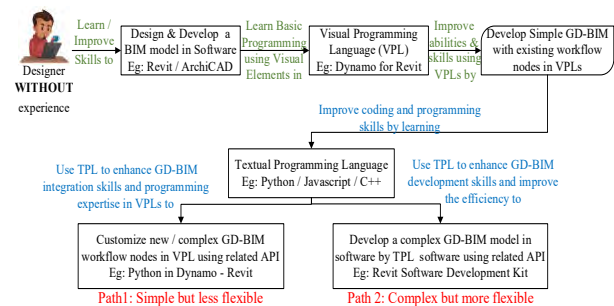 Designer
WITHOUT
experience
Learn /
Improve
Skills to
Design & Develop a
BIM model in Software
Eg: Revit / ArchiCAD
Learn Basic
Programming
using Visual
Elements in
Visual Programming
Language (VPL)
Eg: Dynamo for Revit
Improve
abilities &
skills using
VPLs by
Develop Simple GD-BIM
with existing workflow
nodes in VPLs
Improve coding and programming
skills by learning
Textual Programming Language
Eg: Python / Javascript / C++
Use TPL to enhance GD-BIM
integration skills and programming
expertise in VPLs to
Use TPL to enhance GD-BIM
development skills and improve
the efficiency to
Customize new / complex GD-BIM
workflow nodes in VPL using related API
Eg: Python in Dynamo - Revit
Develop a complex GD-BIM model in
software by TPL software using related API
Eg: Revit Software Development Kit
Path1: Simple but less flexible
Path 2: Complex but more flexible